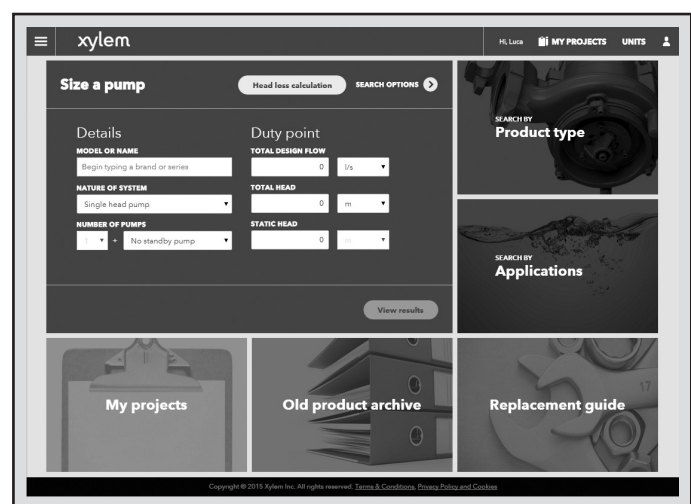 xylem
Hi, Luca
MY PROJECTS
UNITS
Size a pump
Head loss calculation
SEARCH OPTIONS
Details
MODEL OR NAME
Begin typing a brand or series
NATURE OF SYSTEM
Single head pump
NUMBER OF PUMPS
+ No standby pump
Duty point
TOTAL DESIGN FLOW
0 l/s
TOTAL HEAD
0 m
STATIC HEAD
0 m
View results
SEARCH BY
Product type
SEARCH BY
Applications
My projects
Old product archive
Replacement guide
17
Copyright © 2015 Xylem Inc. All rights reserved. Terms & Conditions, Privacy Policy and Cookies